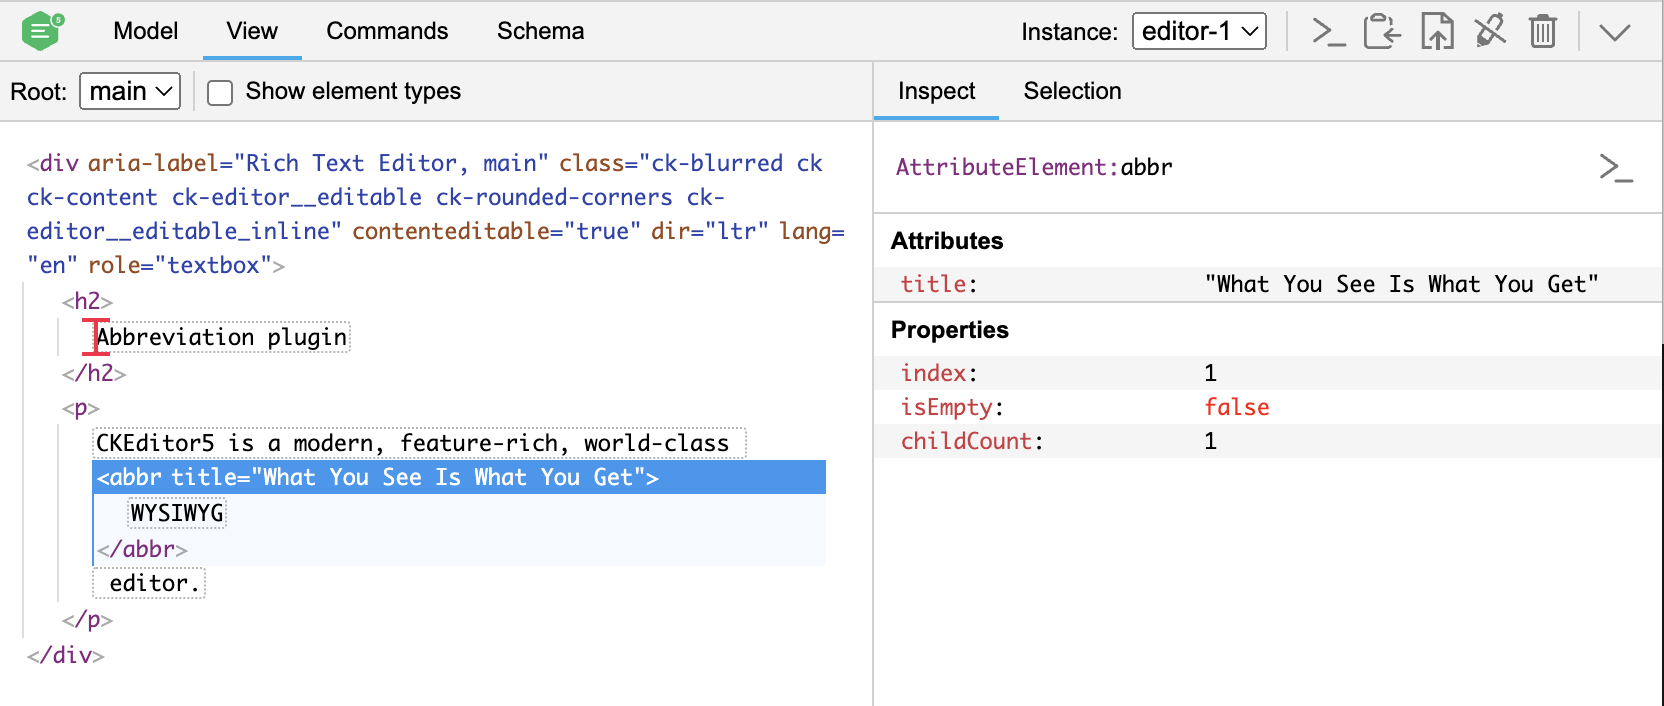 5 Model View Commands Schema Instance: editor-1
Root: main Show element types Inspect Selection
<div aria-label="Rich Text Editor, main" class="ck-blurred ck
ck-content ck-editor__editable ck-rounded-corners ck-
editor__editable_inline" contenteditable="true" dir="ltr" lang=
"en" role="textbox">
<h2>
Abbreviation plugin
</h2>
<p>
CKEditor5 is a modern, feature-rich, world-class
<abbr title="What You See Is What You Get">
WYSIWYG
</abbr>
editor.
</p>
</div>
AttributeElement:abbr
Attributes
title: "What You See Is What You Get"
Properties
index: 1
isEmpty: false
childCount: 1